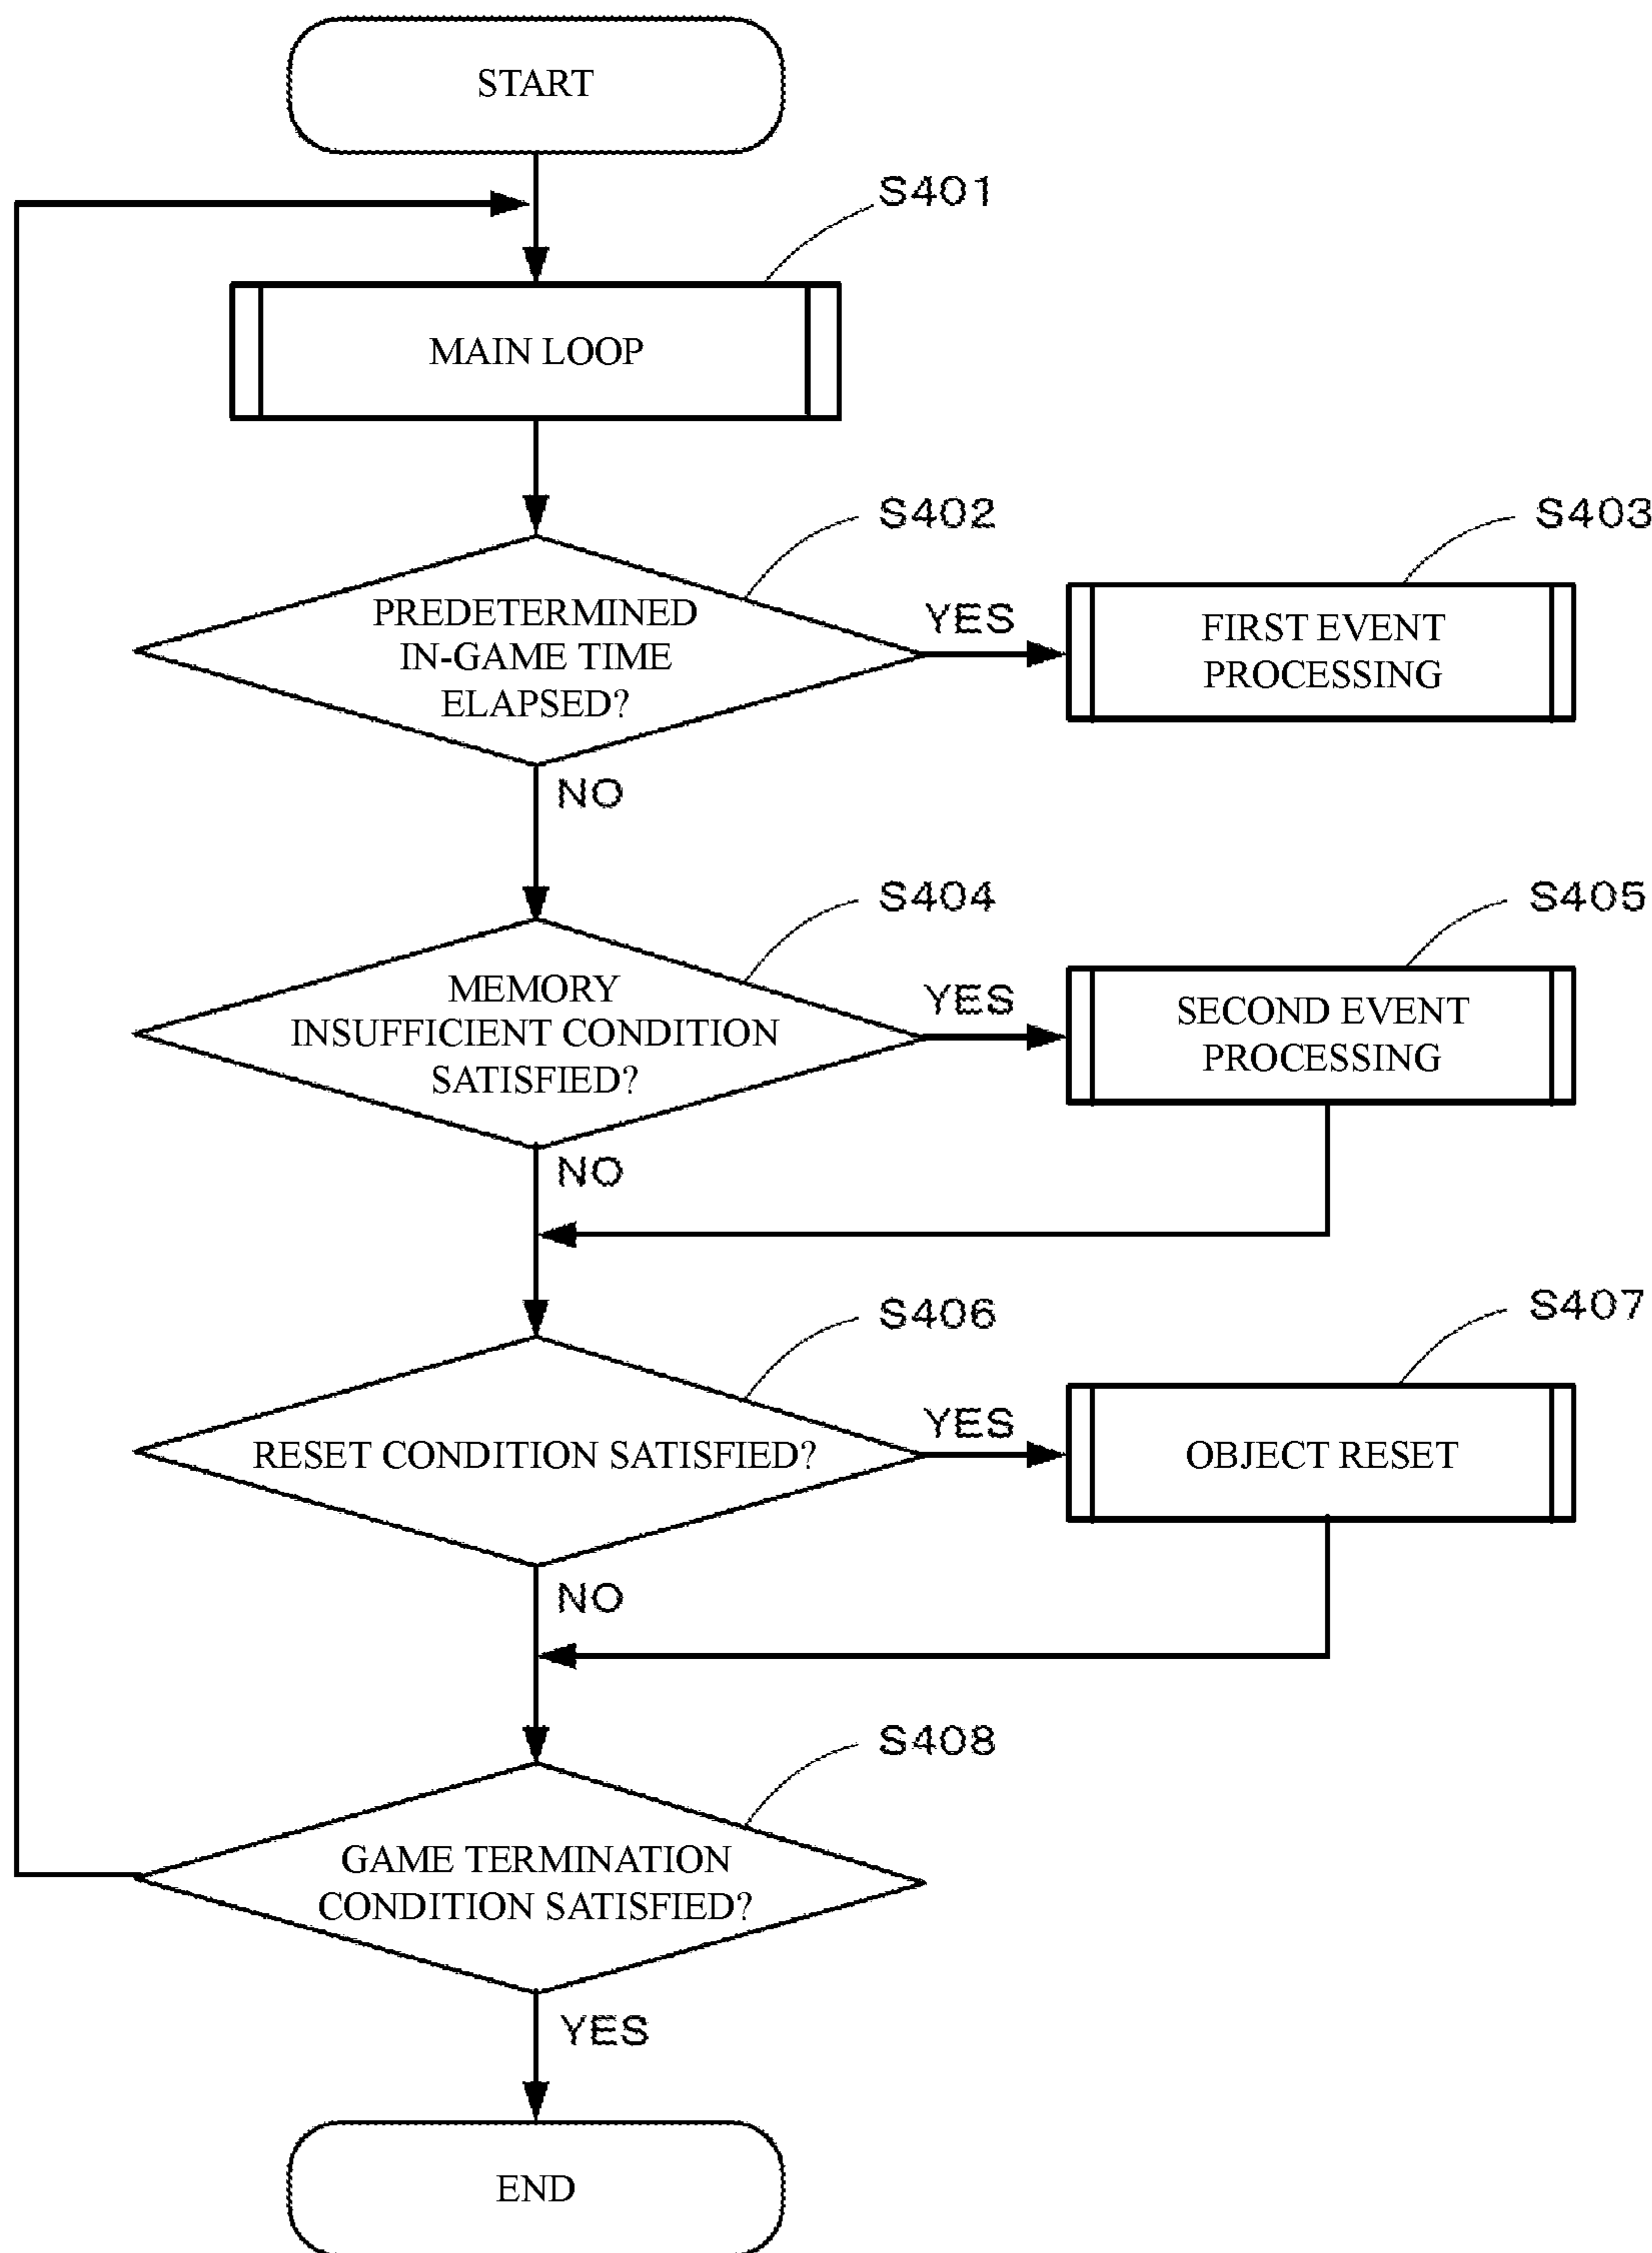 START
S401
MAIN LOOP
S402
S403
PREDETERMINED
IN-GAME TIME
ELAPSED?
YES
FIRST EVENT
PROCESSING
NO
S404
S405
MEMORY
INSUFFICIENT CONDITION
SATISFIED?
YES
SECOND EVENT
PROCESSING
NO
S406
S407
RESET CONDITION SATISFIED?
YES
OBJECT RESET
NO
S408
GAME TERMINATION
CONDITION SATISFIED?
YES
END